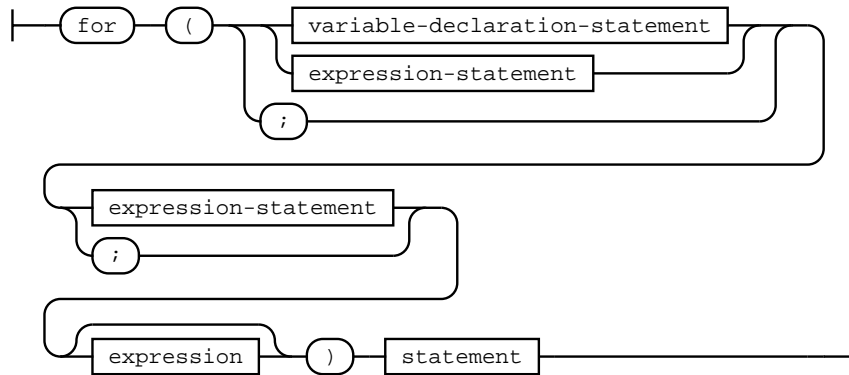 for ( variable-declaration-statement
expression-statement
;
expression-statement
;
expression ) statement